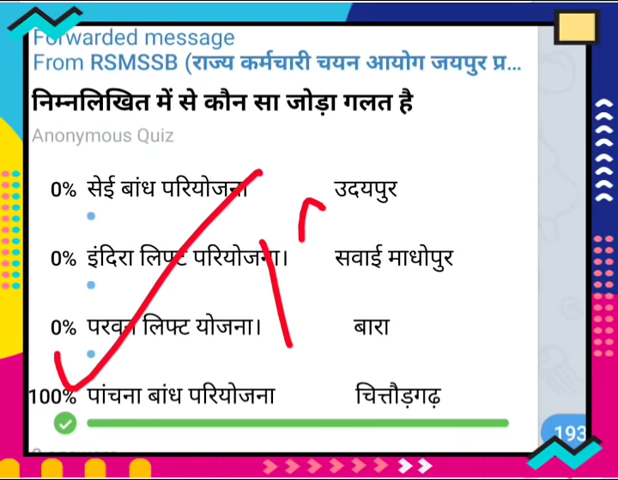 Forwarded message
From RSMSSB (राज्य कर्मचारी चयन आयोग जयपुर प्र...
निम्नलिखित में से कौन सा जोड़ा गलत है
Anonymous Quiz
0% सेई बांध परियोजना उदयपुर
0% इंदिरा लिफ्ट परियोजना। सवाई माधोपुर
0% परवन लिफ्ट योजना। बारा
100% पांचना बांध परियोजना चित्तौड़गढ़
193